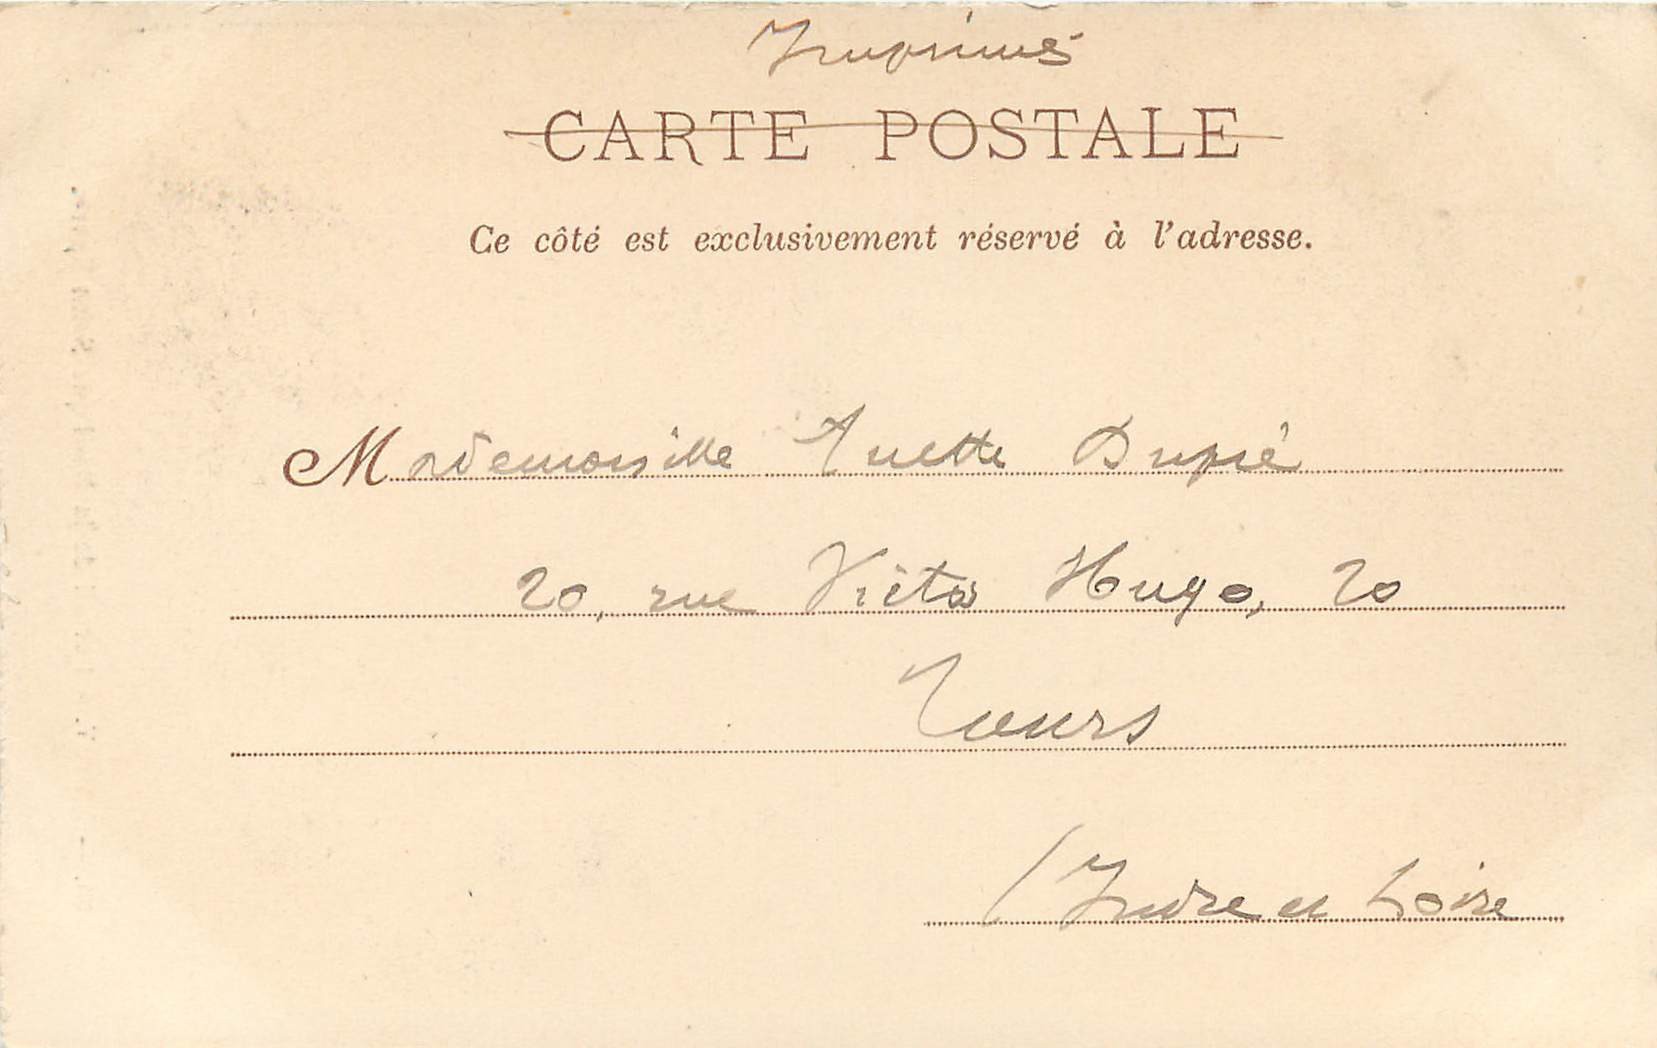 Imprimé
CARTE POSTALE
Ce côté est exclusivement réservé à l'adresse.
Mademoiselle Anette Dupré
20, rue Victor Hugo, 20
Tours
(Indre et Loire